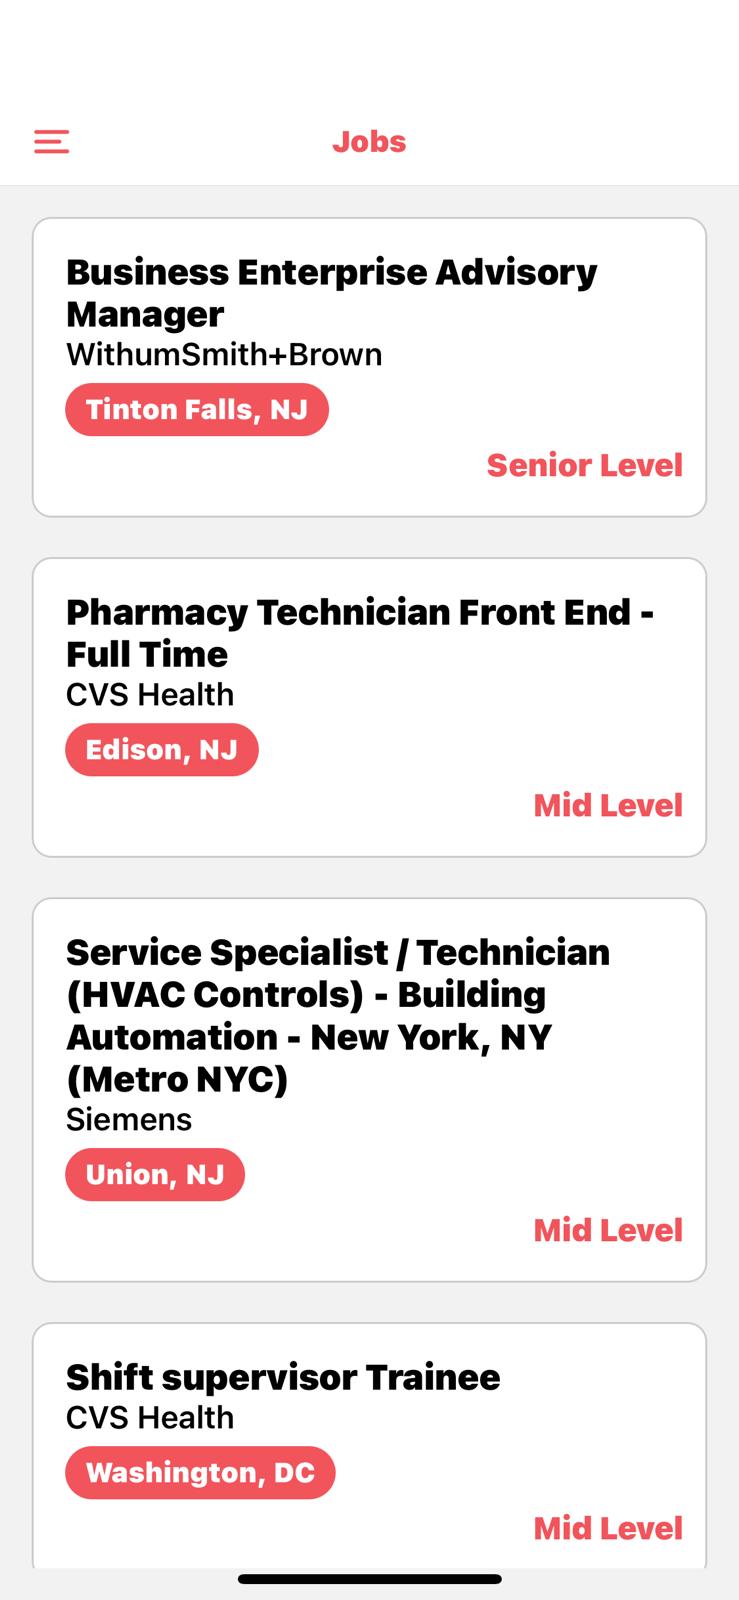 Jobs
Business Enterprise Advisory
Manager
WithumSmith+Brown
Tinton Falls, NJ
Senior Level
Pharmacy Technician Front End -
Full Time
CVS Health
Edison, NJ
Mid Level
Service Specialist / Technician
(HVAC Controls) - Building
Automation - New York, NY
(Metro NYC)
Siemens
Union, NJ
Mid Level
Shift supervisor Trainee
CVS Health
Washington, DC
Mid Level